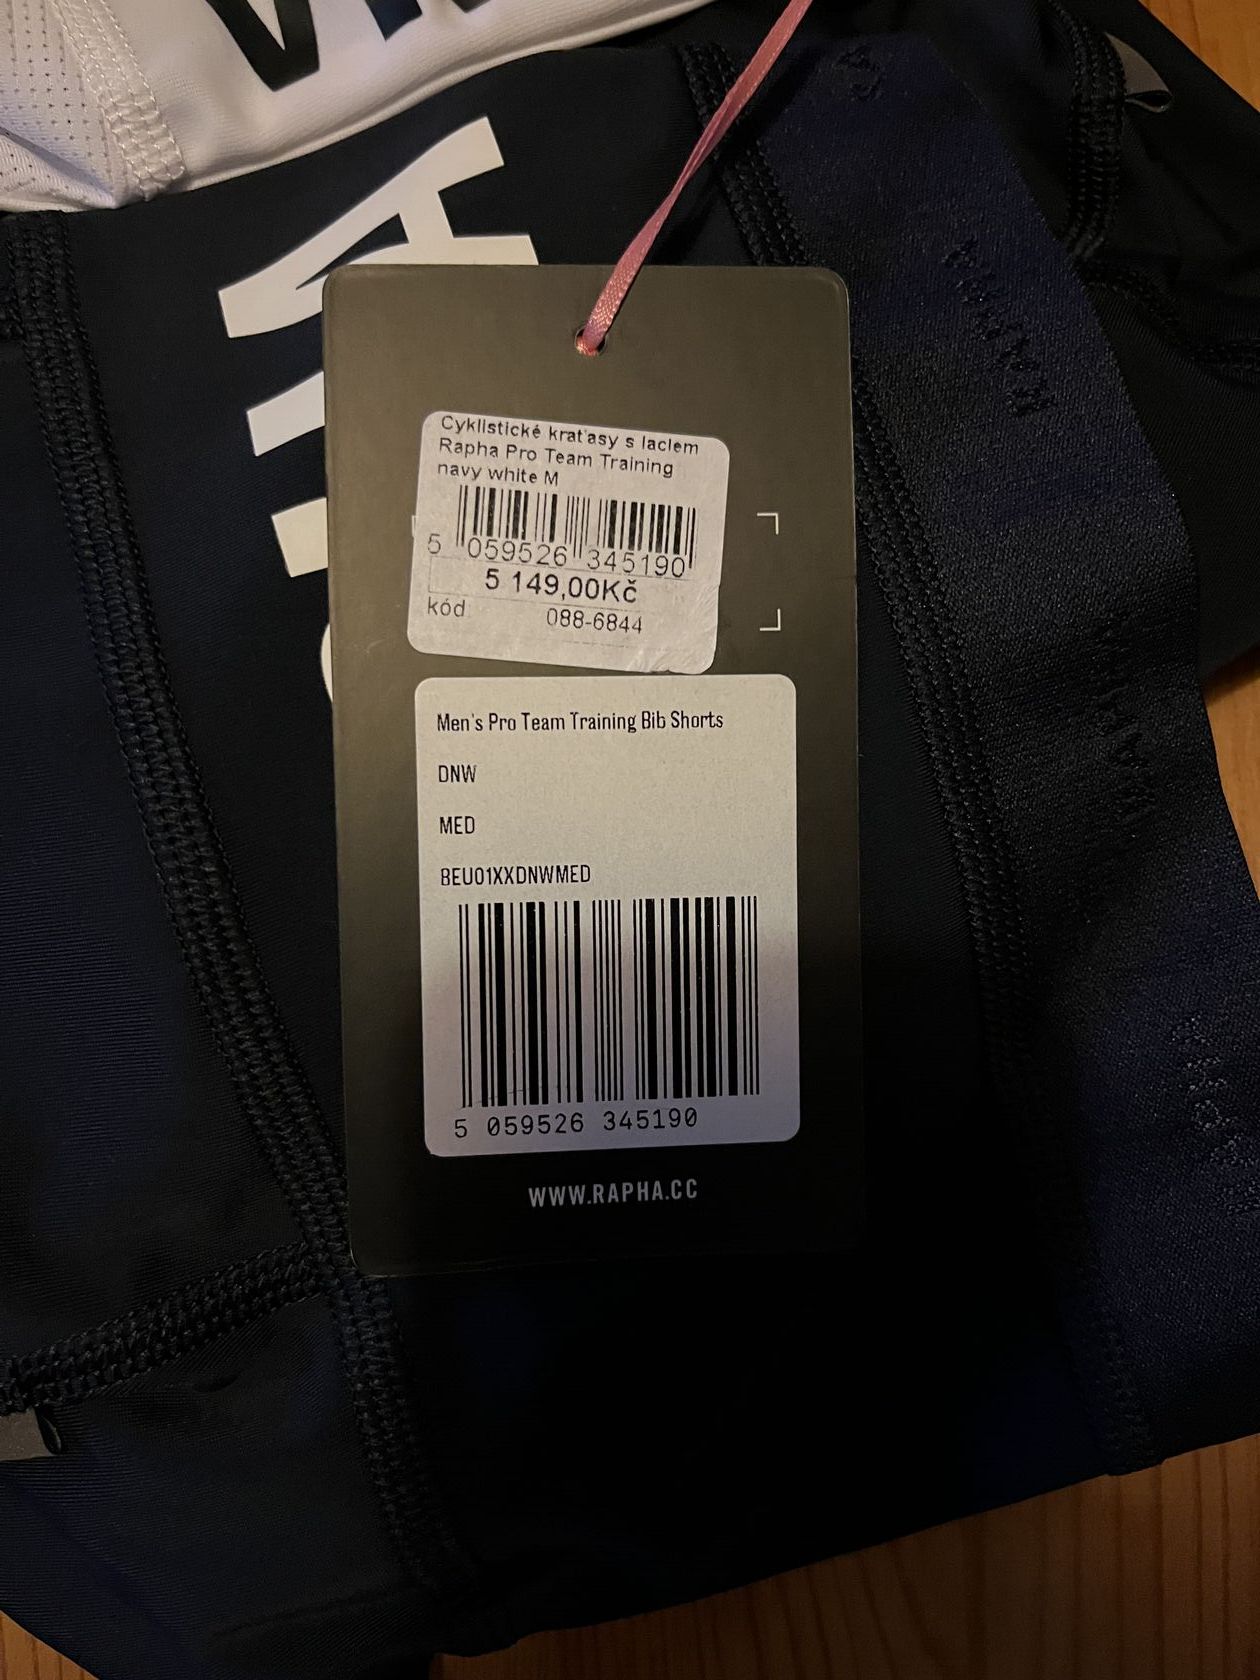 Cyklistické kraťasy s laclem
Rapha Pro Team Training
navy white M
5 059526 345190
5 149,00Kč
kód 088-6844
Men's Pro Team Training Bib Shorts
DNW
MED
BEU01XXDNWMED
5 059526 345190
WWW.RAPHA.CC